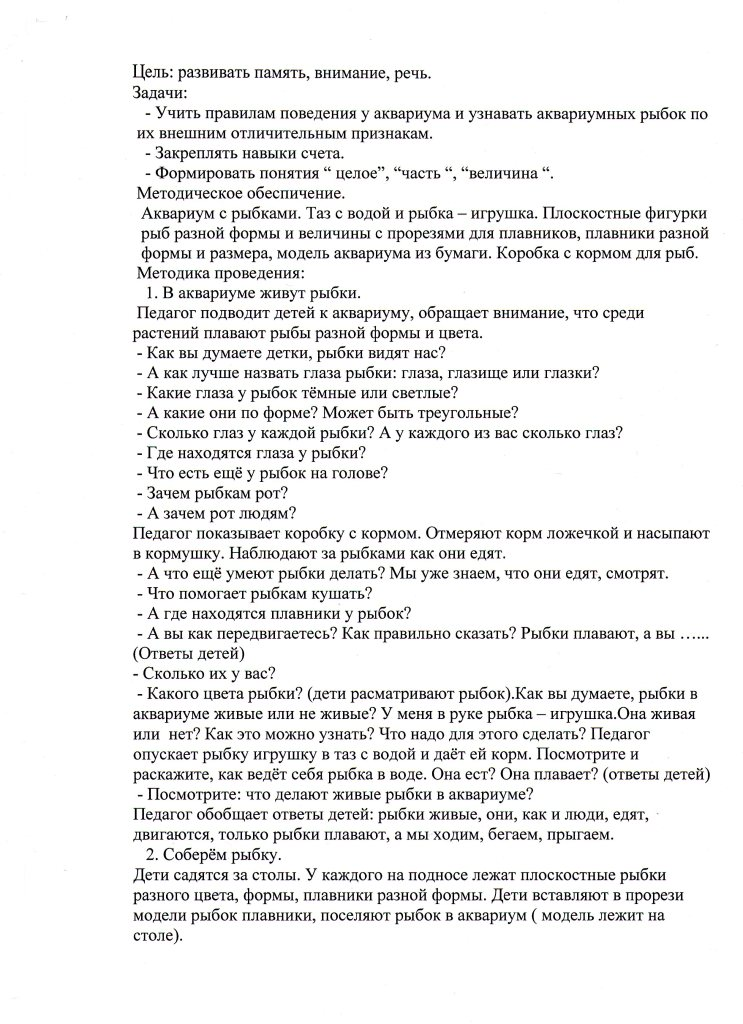 Цель: развивать память, внимание, речь.
Задачи:
- Учить правилам поведения у аквариума и узнавать аквариумных рыбок по
их внешним отличительным признакам.
- Закреплять навыки счета.
- Формировать понятия “ целое”, “часть “, “величина “.
Методическое обеспичение.
Аквариум с рыбками. Таз с водой и рыбка – игрушка. Плоскостные фигурки
рыб разной формы и величины с прорезями для плавников, плавники разной
формы и размера, модель аквариума из бумаги. Коробка с кормом для рыб.
Методика проведения:
1. В аквариуме живут рыбки.
Педагог подводит детей к аквариуму, обращает внимание, что среди
растений плавают рыбы разной формы и цвета.
- Как вы думаете детки, рыбки видят нас?
- А как лучше назвать глаза рыбки: глаза, глазище или глазки?
- Какие глаза у рыбок тёмные или светлые?
- А какие они по форме? Может быть треугольные?
- Сколько глаз у каждой рыбки? А у каждого из вас сколько глаз?
- Где находятся глаза у рыбки?
- Что есть ещё у рыбок на голове?
- Зачем рыбкам рот?
- А зачем рот людям?
Педагог показывает коробку с кормом. Отмеряют корм ложечкой и насыпают
в кормушку. Наблюдают за рыбками как они едят.
- А что ещё умеют рыбки делать? Мы уже знаем, что они едят, смотрят.
- Что помогает рыбкам кушать?
- А где находятся плавники у рыбок?
- А вы как передвигаетесь? Как правильно сказать? Рыбки плавают, а вы …...
(Ответы детей)
- Сколько их у вас?
- Какого цвета рыбки? (дети расматривают рыбок).Как вы думаете, рыбки в
аквариуме живые или не живые? У меня в руке рыбка – игрушка.Она живая
или  нет? Как это можно узнать? Что надо для этого сделать? Педагог
опускает рыбку игрушку в таз с водой и даёт ей корм. Посмотрите и
раскажите, как ведёт себя рыбка в воде. Она ест? Она плавает? (ответы детей)
- Посмотрите: что делают живые рыбки в аквариуме?
Педагог обобщает ответы детей: рыбки живые, они, как и люди, едят,
двигаются, только рыбки плавают, а мы ходим, бегаем, прыгаем.
2. Соберём рыбку.
Дети садятся за столы. У каждого на подносе лежат плоскостные рыбки
разного цвета, формы, плавники разной формы. Дети вставляют в прорези
модели рыбок плавники, поселяют рыбок в аквариум ( модель лежит на
столе).